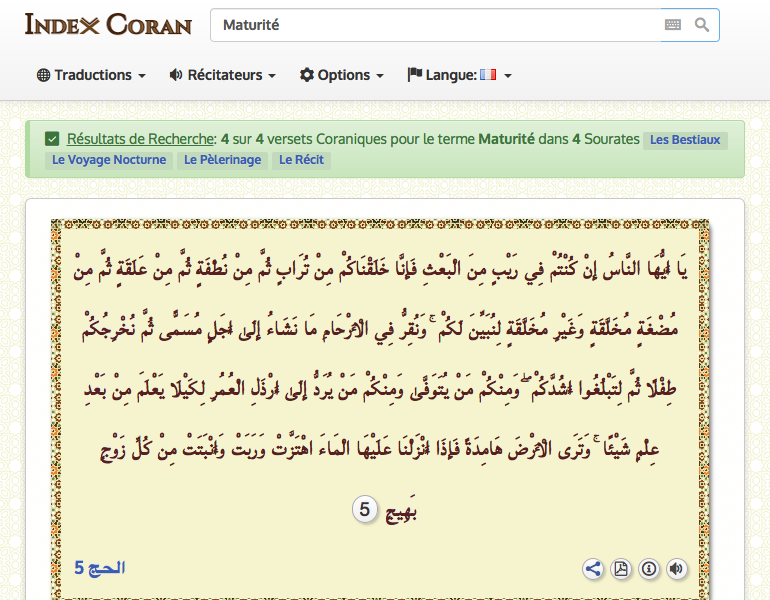 Index Coran
Maturité
Traductions Récitateurs Options Langue:
Résultats de Recherche: 4 sur 4 versets Coraniques pour le terme Maturité dans 4 Sourates Les Bestiaux
Le Voyage Nocturne Le Pèlerinage Le Récit
يَا أَيُّهَا النَّاسُ إِنْ كُنْتُمْ فِي رَيْبٍ مِنَ الْبَعْثِ فَإِنَّا خَلَقْنَاكُمْ مِنْ تُرَابٍ ثُمَّ مِنْ نُطْفَةٍ ثُمَّ مِنْ عَلَقَةٍ ثُمَّ مِنْ
مُضْغَةٍ مُخَلَّقَةٍ وَغَيْرِ مُخَلَّقَةٍ لِنُبَيِّنَ لَكُمْ ۚ وَنُقِرُّ فِي الْأَرْحَامِ مَا نَشَاءُ إِلَىٰ أَجَلٍ مُسَمًّى ثُمَّ نُخْرِجُكُمْ
طِفْلًا ثُمَّ لِتَبْلُغُوا أَشُدَّكُمْ ۖ وَمِنْكُمْ مَنْ يُتَوَفَّىٰ وَمِنْكُمْ مَنْ يُرَدُّ إِلَىٰ أَرْذَلِ الْعُمُرِ لِكَيْلَا يَعْلَمَ مِنْ بَعْدِ
عِلْمٍ شَيْئًا ۚ وَتَرَى الْأَرْضَ هَامِدَةً فَإِذَا أَنْزَلْنَا عَلَيْهَا الْمَاءَ اهْتَزَّتْ وَرَبَتْ وَأَنْبَتَتْ مِنْ كُلِّ زَوْجٍ
بَهِيجٍ 5
الحج 5